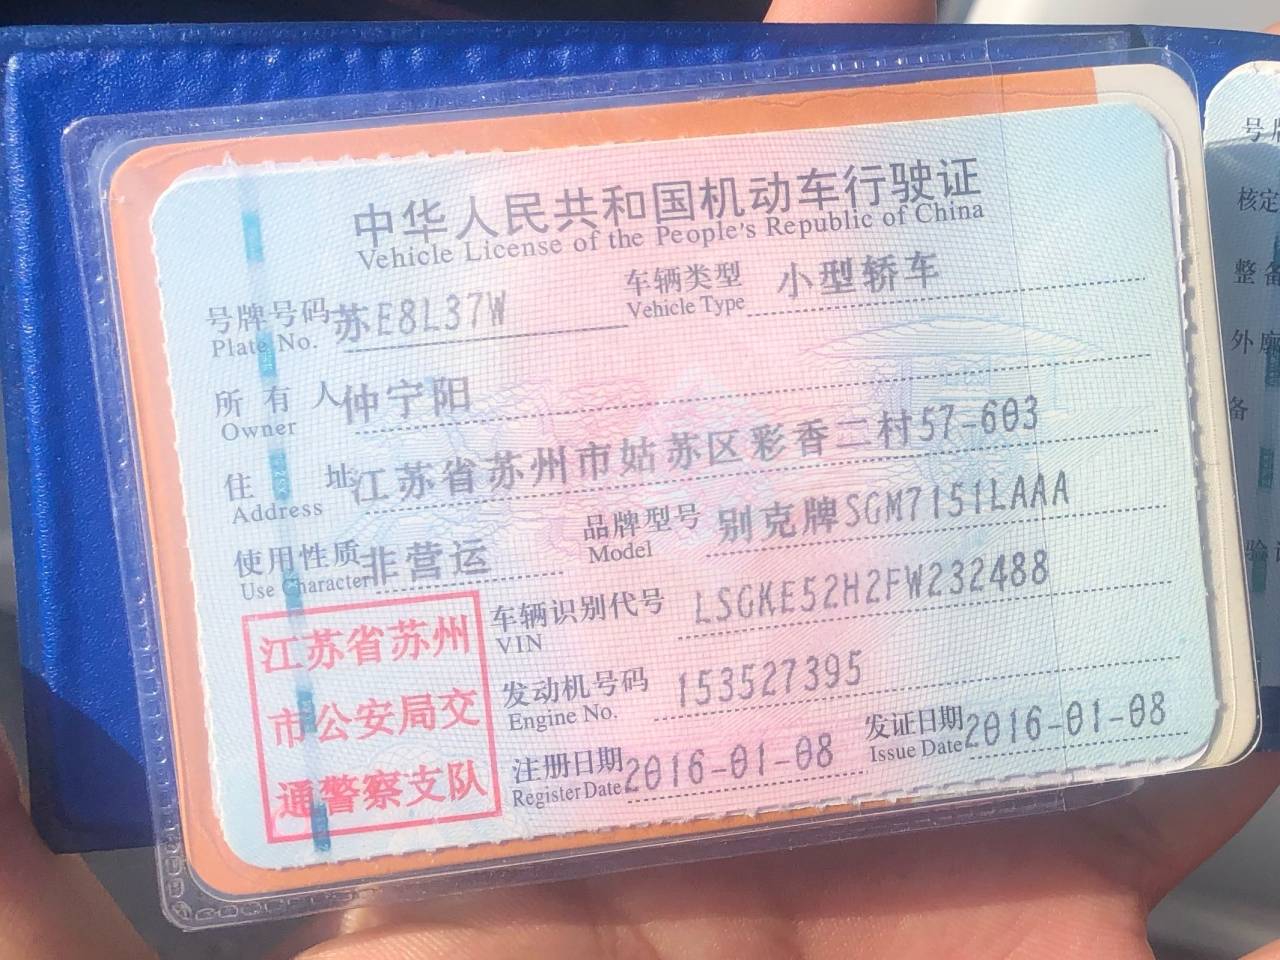 中华人民共和国机动车行驶证
Vehicle License of the People's Republic of China
号牌号码 苏E8L37W 车辆类型 小型轿车
Plate No. Vehicle Type
所有人 仲宁阳
Owner
住址 江苏省苏州市姑苏区彩香二村57-603
Address
使用性质 非营运 品牌型号 别克牌SGM7151LAAA
Use Character Model
车辆识别代号 LSGKE52H2FW232488
VIN
发动机号码 153527395
Engine No.
注册日期 2016-01-08 发证日期 2016-01-08
Register Date Issue Date
江苏省苏州
市公安局交
通警察支队
号牌
核定
整备
外廓
备